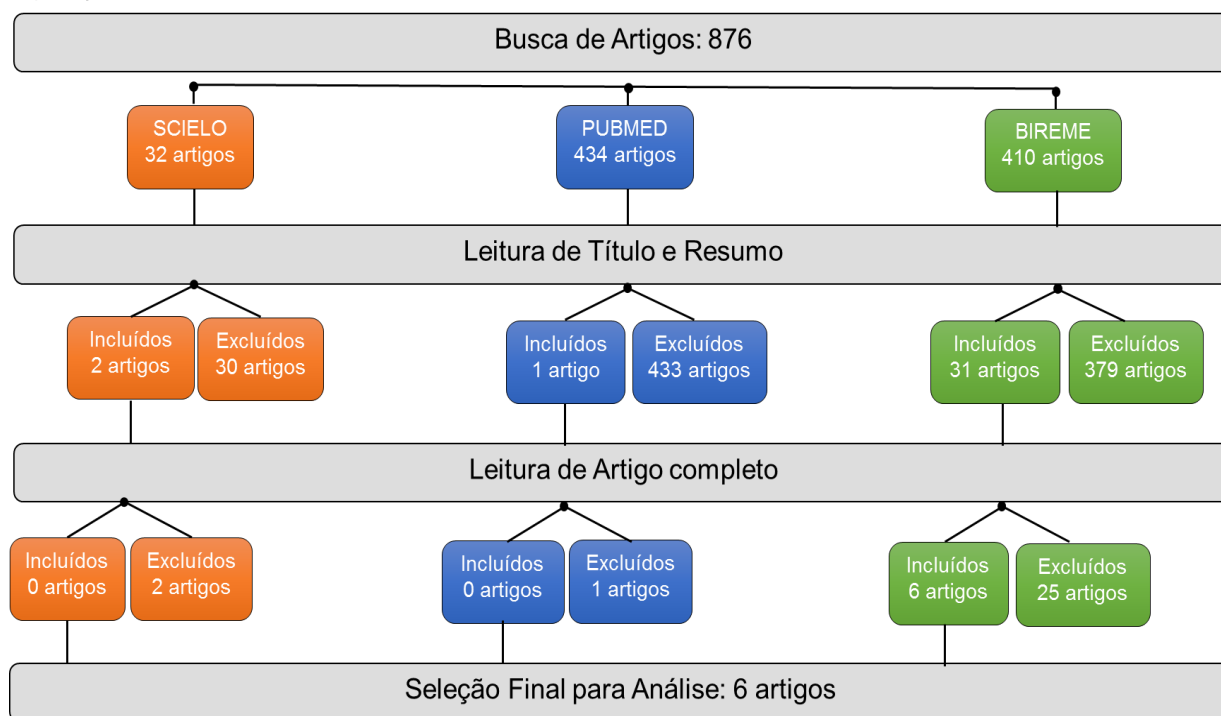 Busca de Artigos: 876
SCIELO
32 artigos
PUBMED
434 artigos
BIREME
410 artigos
Leitura de Título e Resumo
Incluídos
2 artigos
Excluídos
30 artigos
Incluídos
1 artigo
Excluídos
433 artigos
Incluídos
31 artigos
Excluídos
379 artigos
Leitura de Artigo completo
Incluídos
0 artigos
Excluídos
2 artigos
Incluídos
0 artigos
Excluídos
1 artigos
Incluídos
6 artigos
Excluídos
25 artigos
Seleção Final para Análise: 6 artigos